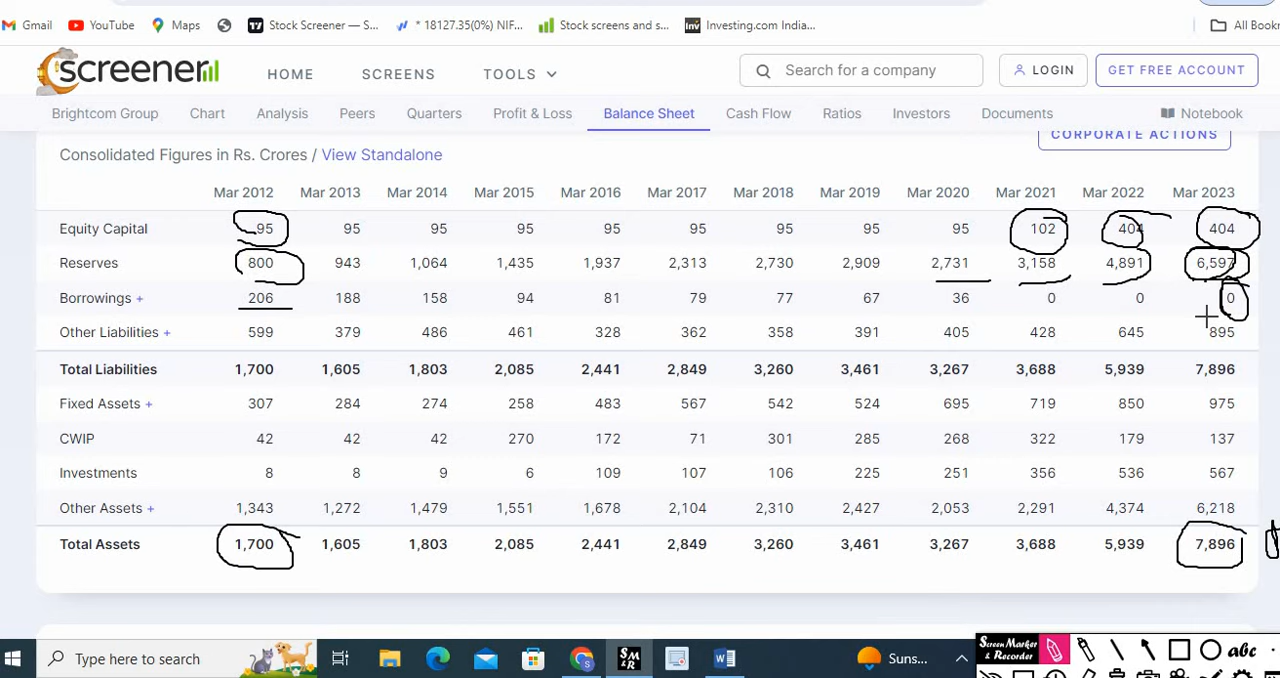 Gmail YouTube Maps Stock Screener — S... * 18127.35(0%) NIF... Stock screens and s... Investing.com India... All Bookr
screener HOME SCREENS TOOLS Search for a company LOGIN GET FREE ACCOUNT
Brightcom Group Chart Analysis Peers Quarters Profit & Loss Balance Sheet Cash Flow Ratios Investors Documents Notebook
CORPORATE ACTIONS
Consolidated Figures in Rs. Crores / View Standalone
Mar 2012 Mar 2013 Mar 2014 Mar 2015 Mar 2016 Mar 2017 Mar 2018 Mar 2019 Mar 2020 Mar 2021 Mar 2022 Mar 2023
Equity Capital 95 95 95 95 95 95 95 95 95 102 404 404
Reserves 800 943 1,064 1,435 1,937 2,313 2,730 2,909 2,731 3,158 4,891 6,597
Borrowings + 206 188 158 94 81 79 77 67 36 0 0 0
Other Liabilities + 599 379 486 461 328 362 358 391 405 428 645 895
Total Liabilities 1,700 1,605 1,803 2,085 2,441 2,849 3,260 3,461 3,267 3,688 5,939 7,896
Fixed Assets + 307 284 274 258 483 567 542 524 695 719 850 975
CWIP 42 42 42 270 172 71 301 285 268 322 179 137
Investments 8 8 9 6 109 107 106 225 251 356 536 567
Other Assets + 1,343 1,272 1,479 1,551 1,678 2,104 2,310 2,427 2,053 2,291 4,374 6,218
Total Assets 1,700 1,605 1,803 2,085 2,441 2,849 3,260 3,461 3,267 3,688 5,939 7,896
Type here to search Suns... Screen Marker & Recorder abc